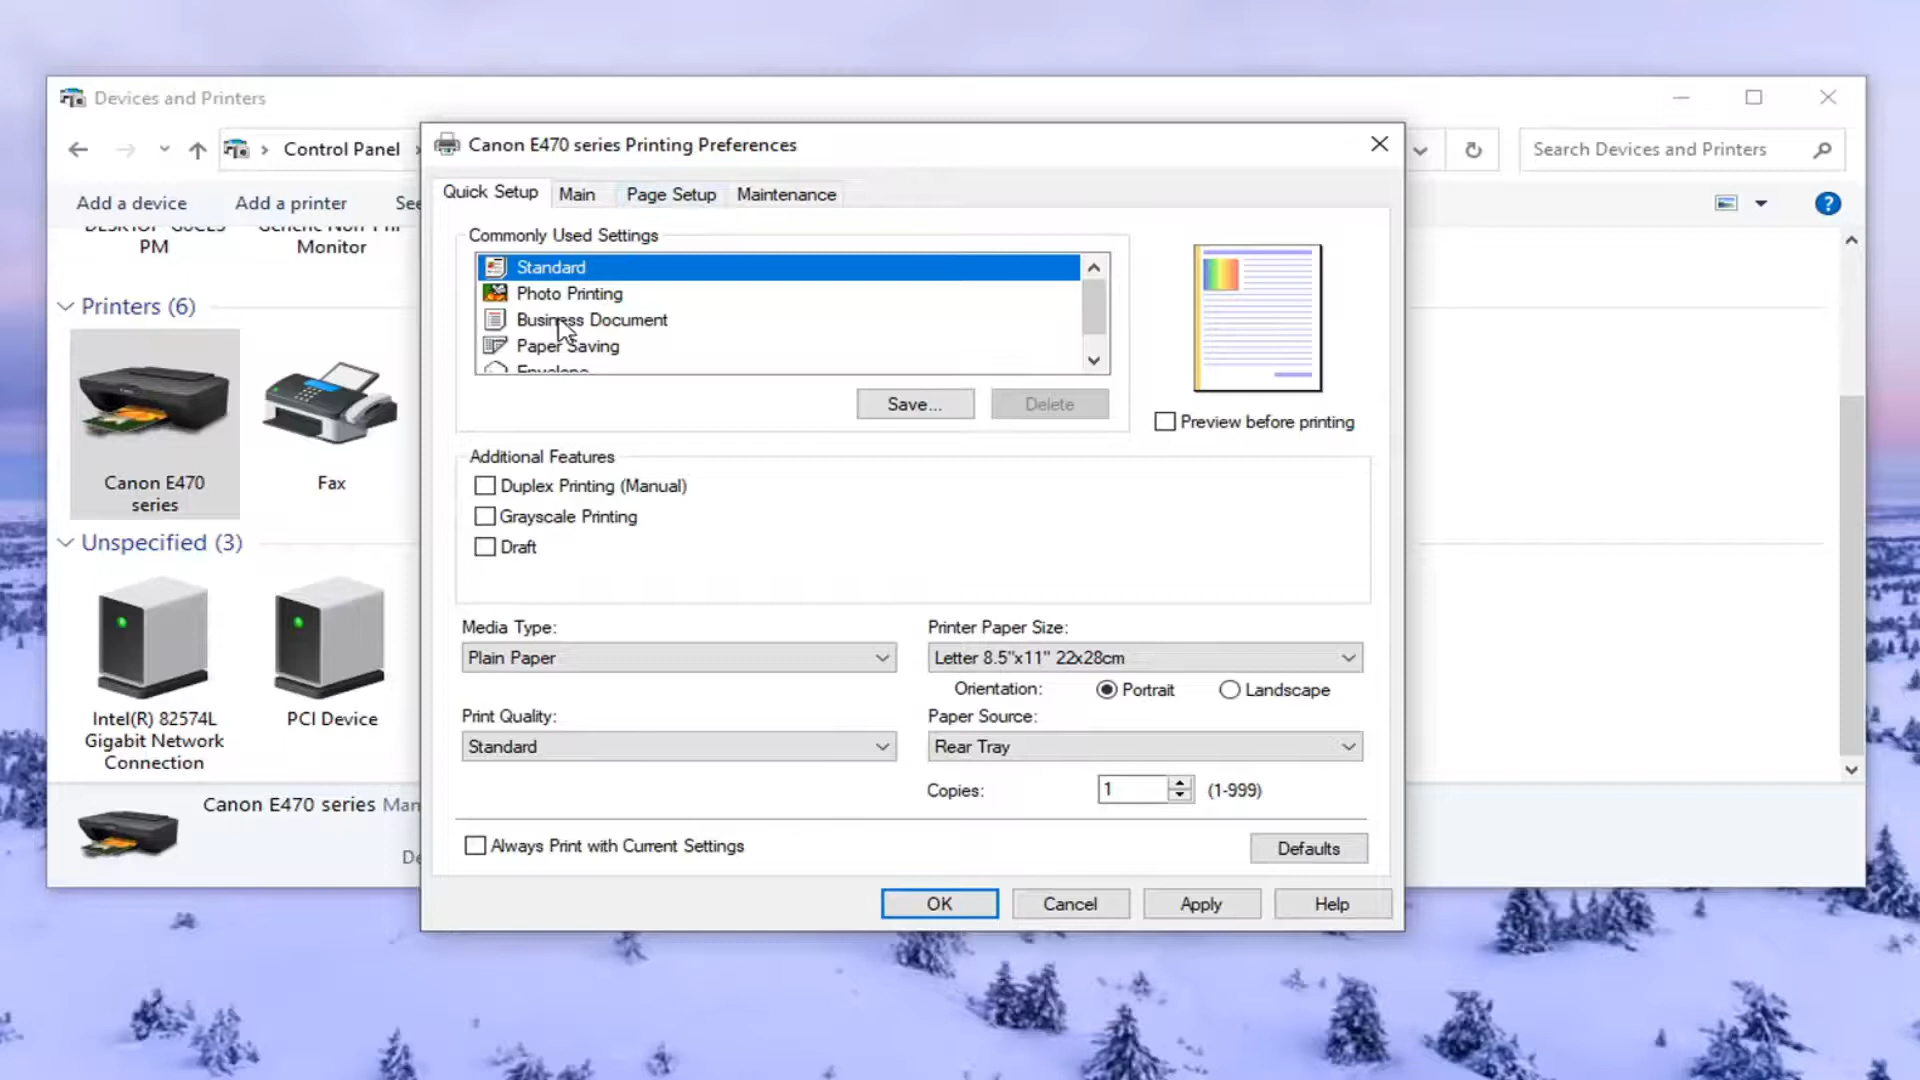 Devices and Printers
Control Panel
Search Devices and Printers
Add a device
Add a printer
See
PM
Monitor
Printers (6)
Canon E470
series
Fax
Unspecified (3)
Intel(R) 82574L
Gigabit Network
Connection
PCI Device
Canon E470 series Man
De
Canon E470 series Printing Preferences
Quick Setup
Main
Page Setup
Maintenance
Commonly Used Settings
Standard
Photo Printing
Business Document
Paper Saving
Envelope
Save...
Delete
Preview before printing
Additional Features
Duplex Printing (Manual)
Grayscale Printing
Draft
Media Type:
Plain Paper
Printer Paper Size:
Letter 8.5"x11" 22x28cm
Orientation:
Portrait
Landscape
Print Quality:
Standard
Paper Source:
Rear Tray
Copies:
1
(1-999)
Always Print with Current Settings
Defaults
OK
Cancel
Apply
Help
?